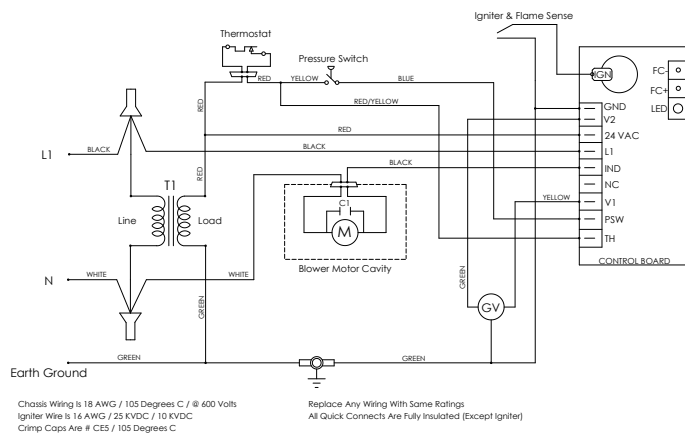 Igniter & Flame Sense
Thermostat
Pressure Switch
RED
YELLOW
BLUE
IGN
FC-
FC+
LED
RED
RED/YELLOW
GND
V2
RED
24 VAC
L1
BLACK
BLACK
L1
BLACK
IND
RED
T1
NC
C1
YELLOW
V1
Line
Load
M
PSW
TH
N
WHITE
WHITE
Blower Motor Cavity
CONTROL BOARD
GREEN
GREEN
GV
GREEN
GREEN
Earth Ground
Chassis Wiring Is 18 AWG / 105 Degrees C / @ 600 Volts
Igniter Wire Is 16 AWG / 25 KVDC / 10 KVDC
Crimp Caps Are # CE5 / 105 Degrees C
Replace Any Wiring With Same Ratings
All Quick Connects Are Fully Insulated (Except Igniter)